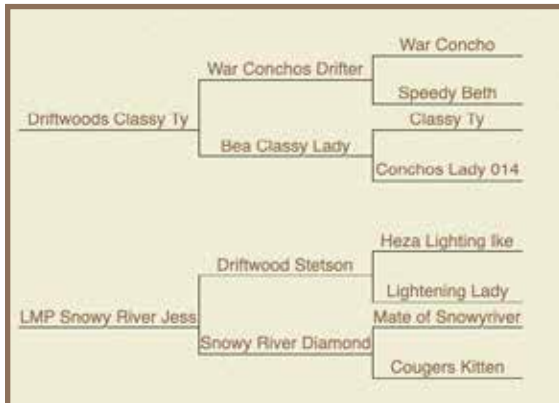 War Concho
War Conchos Drifter
Speedy Beth
Driftwoods Classy Ty
Classy Ty
Bea Classy Lady
Conchos Lady 014
Heza Lighting Ike
Driftwood Stetson
Lightening Lady
LMP Snowy River Jess
Mate of Snowyriver
Snowy River Diamond
Cougers Kitten